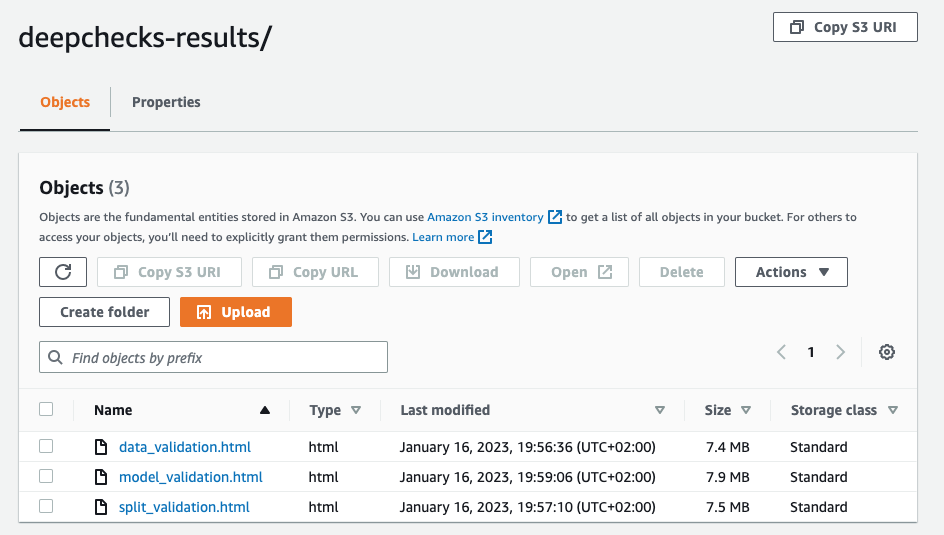 deepchecks-results/
Copy S3 URI
Objects
Properties
Objects (3)
Objects are the fundamental entities stored in Amazon S3. You can use Amazon S3 inventory to get a list of all objects in your bucket. For others to
access your objects, you'll need to explicitly grant them permissions. Learn more
Copy S3 URI Copy URL Download Open Delete Actions
Create folder Upload
Find objects by prefix
1
Name Type Last modified Size Storage class
data_validation.html html January 16, 2023, 19:56:36 (UTC+02:00) 7.4 MB Standard
model_validation.html html January 16, 2023, 19:59:06 (UTC+02:00) 7.9 MB Standard
split_validation.html html January 16, 2023, 19:57:10 (UTC+02:00) 7.5 MB Standard